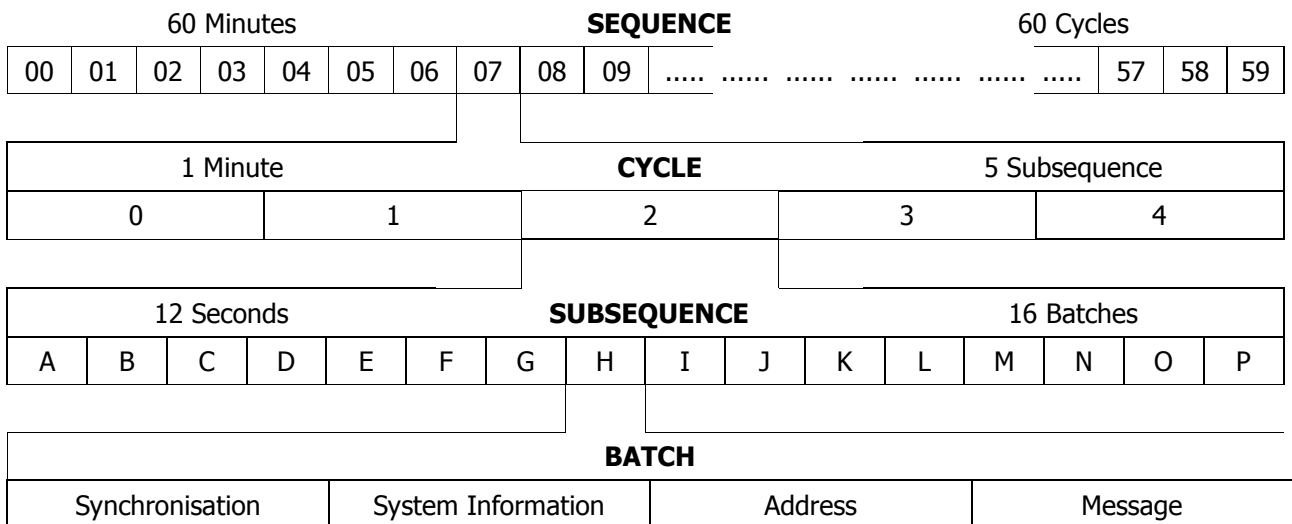 60 Minutes SEQUENCE 60 Cycles
00 01 02 03 04 05 06 07 08 09 ..... ...... ...... ...... ...... ...... ..... 57 58 59
1 Minute CYCLE 5 Subsequence
0 1 2 3 4
12 Seconds SUBSEQUENCE 16 Batches
A B C D E F G H I J K L M N O P
BATCH
Synchronisation System Information Address Message